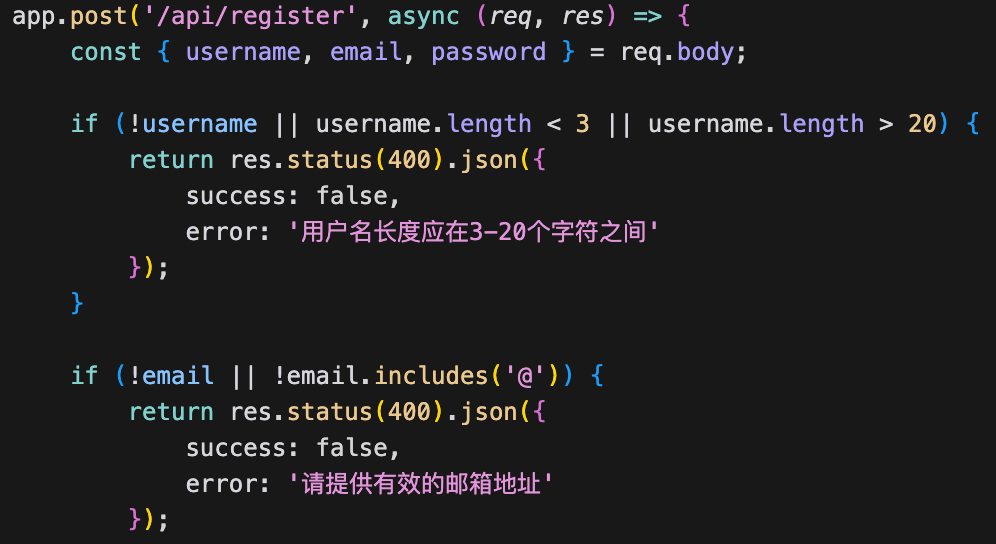 app.post('/api/register', async (req, res) => {
    const { username, email, password } = req.body;

    if (!username || username.length < 3 || username.length > 20) {
        return res.status(400).json({
            success: false,
            error: '用户名长度应在3-20个字符之间'
        });
    }

    if (!email || !email.includes('@')) {
        return res.status(400).json({
            success: false,
            error: '请提供有效的邮箱地址'
        });